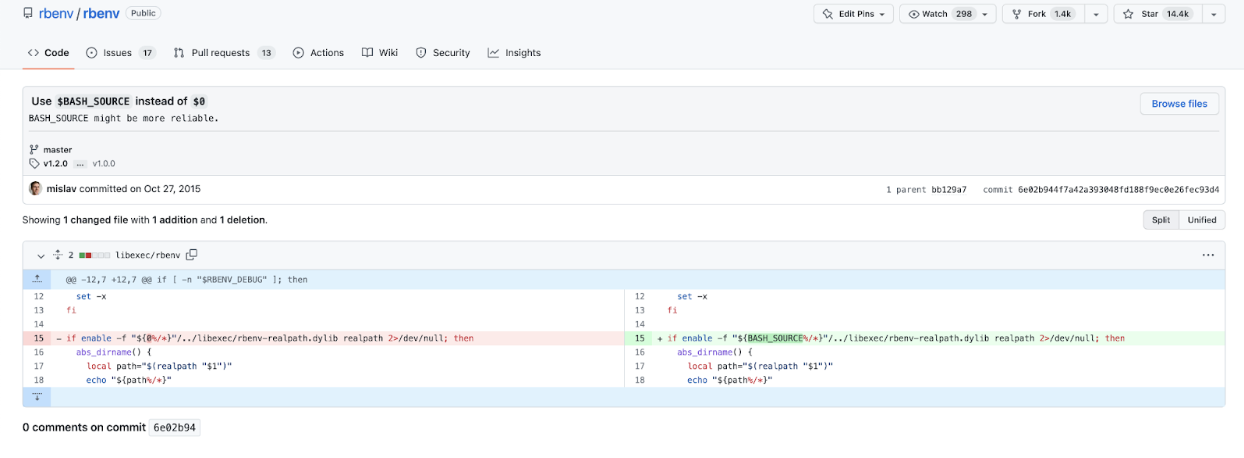 rbenv / rbenv Public Edit Pins Watch 298 Fork 1.4k Star 14.4k
Code Issues 17 Pull requests 13 Actions Wiki Security Insights
Use $BASH_SOURCE instead of $0 Browse files
BASH_SOURCE might be more reliable.
master
v1.2.0 ... v1.0.0
mislav committed on Oct 27, 2015 1 parent bb129a7 commit 6e02b944f7a42a393048fd188f9ec0e26fec93d4
Showing 1 changed file with 1 addition and 1 deletion. Split Unified
2 libexec/rbenv ...
@@ -12,7 +12,7 @@ if [ -n "$RBENV_DEBUG" ]; then
12 set -x 12 set -x
13 fi 13 fi
14 14
15 - if enable -f "${0%/*}"/../libexec/rbenv-realpath.dylib realpath 2>/dev/null; then 15 + if enable -f "${BASH_SOURCE%/*}"/../libexec/rbenv-realpath.dylib realpath 2>/dev/null; then
16 abs_dirname() { 16 abs_dirname() {
17 local path="$(realpath "$1")" 17 local path="$(realpath "$1")"
18 echo "${path%/*}" 18 echo "${path%/*}"
0 comments on commit 6e02b94